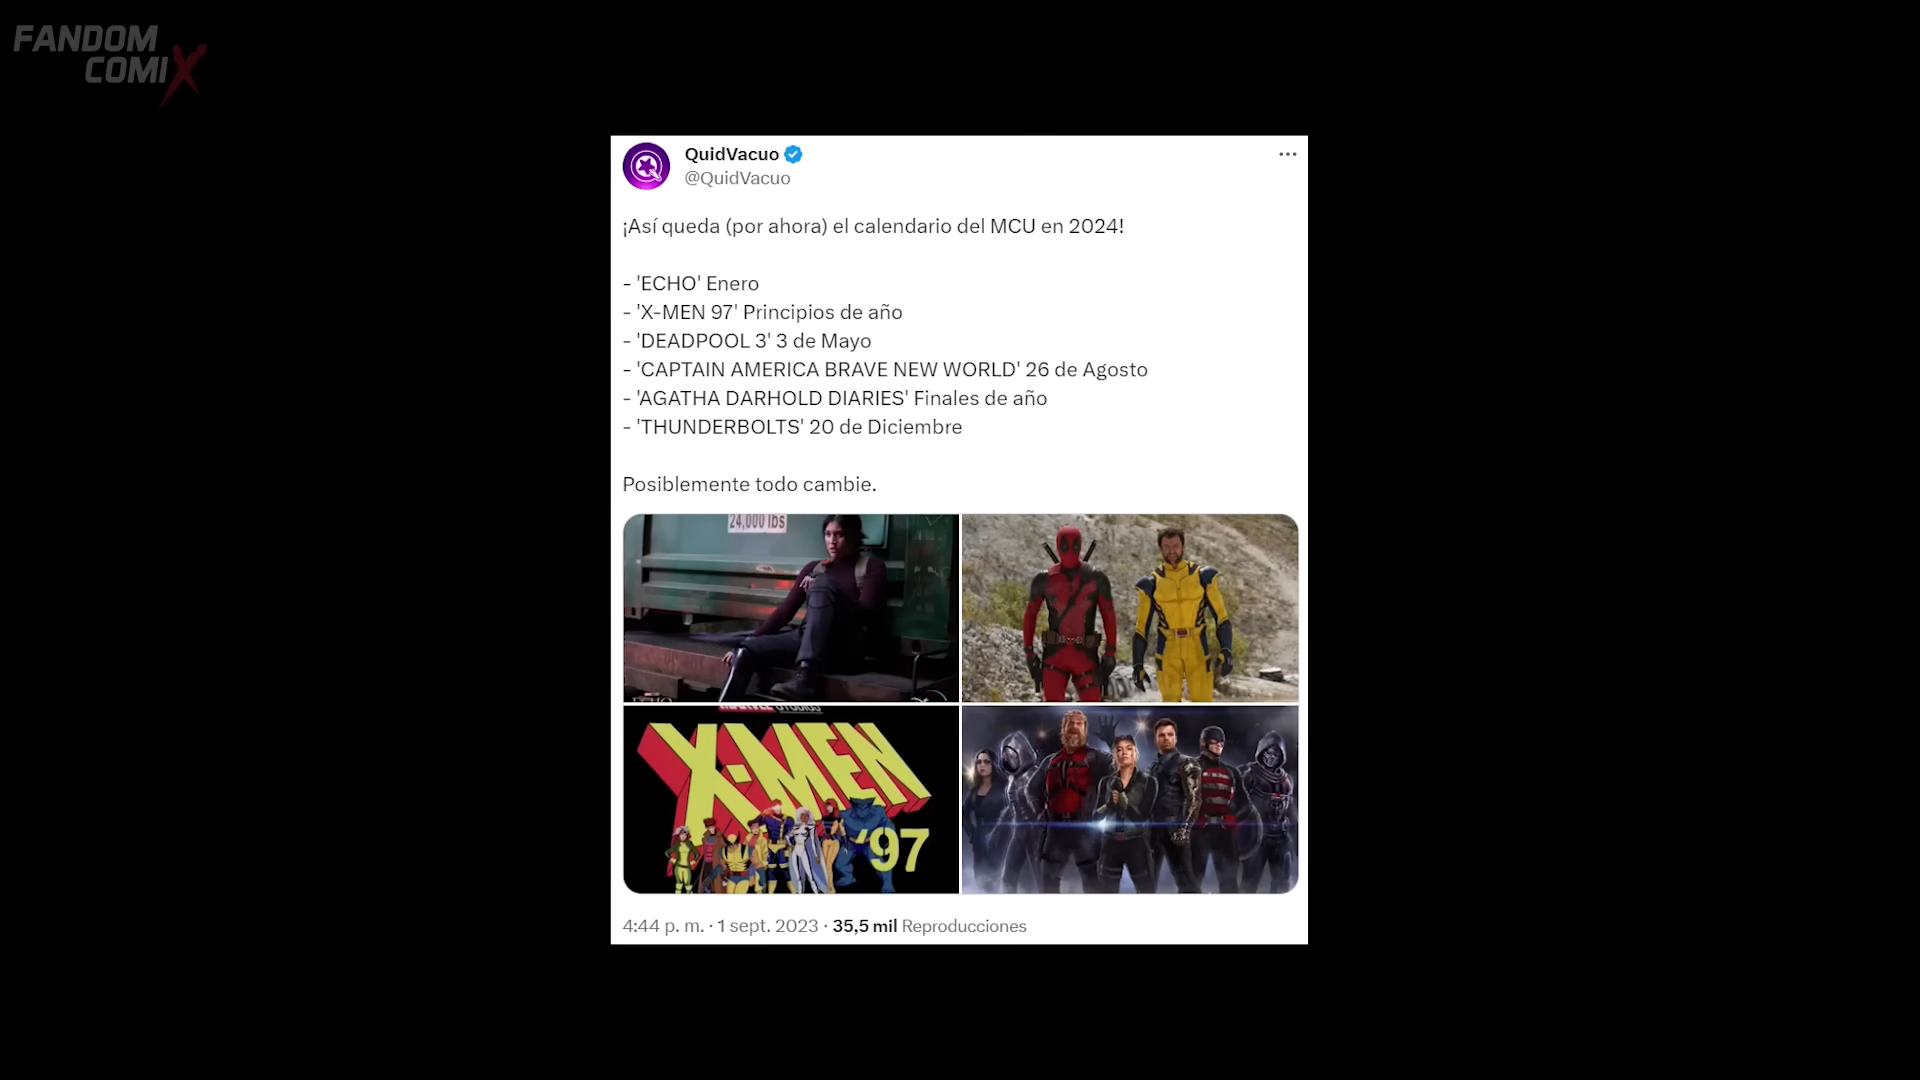 FANDOM
COMIX
QuidVacuo
@QuidVacuo
¡Así queda (por ahora) el calendario del MCU en 2024!
- 'ECHO' Enero
- 'X-MEN 97' Principios de año
- 'DEADPOOL 3' 3 de Mayo
- 'CAPTAIN AMERICA BRAVE NEW WORLD' 26 de Agosto
- 'AGATHA DARHOLD DIARIES' Finales de año
- 'THUNDERBOLTS' 20 de Diciembre
Posiblemente todo cambie.
24,000 lbs
ECHO
MARVEL STUDIOS
X-MEN
'97
4:44 p. m. · 1 sept. 2023 · 35,5 mil Reproducciones